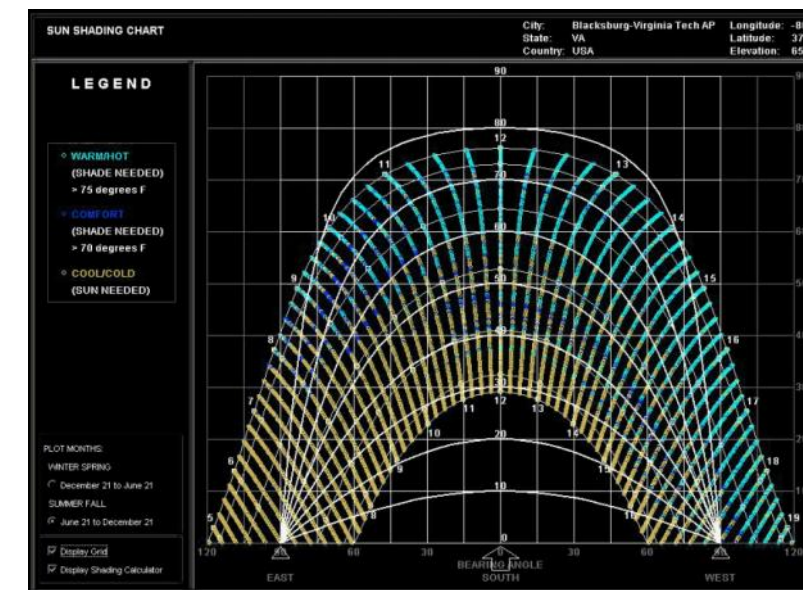 SUN SHADING CHART
City: Blacksburg-Virginia Tech AP Longitude: -8
State: VA Latitude: 37
Country: USA Elevation: 65
LEGEND
WARM/HOT
(SHADE NEEDED)
> 75 degrees F
COMFORT
(SHADE NEEDED)
> 70 degrees F
COOL/COLD
(SUN NEEDED)
PLOT MONTHS:
WINTER SPRING
December 21 to June 21
SUMMER FALL
June 21 to December 21
Display Grid
Display Shading Calculator
90
80
12
11 13
70
10 14
60
9 15
50
8 16
40
7 30 17
11 12 13
10 20 14
6 9 15 18
10
5 8 16 19
0
120 90 60 30 0 30 60 90 120
BEARING ANGLE
EAST SOUTH WEST